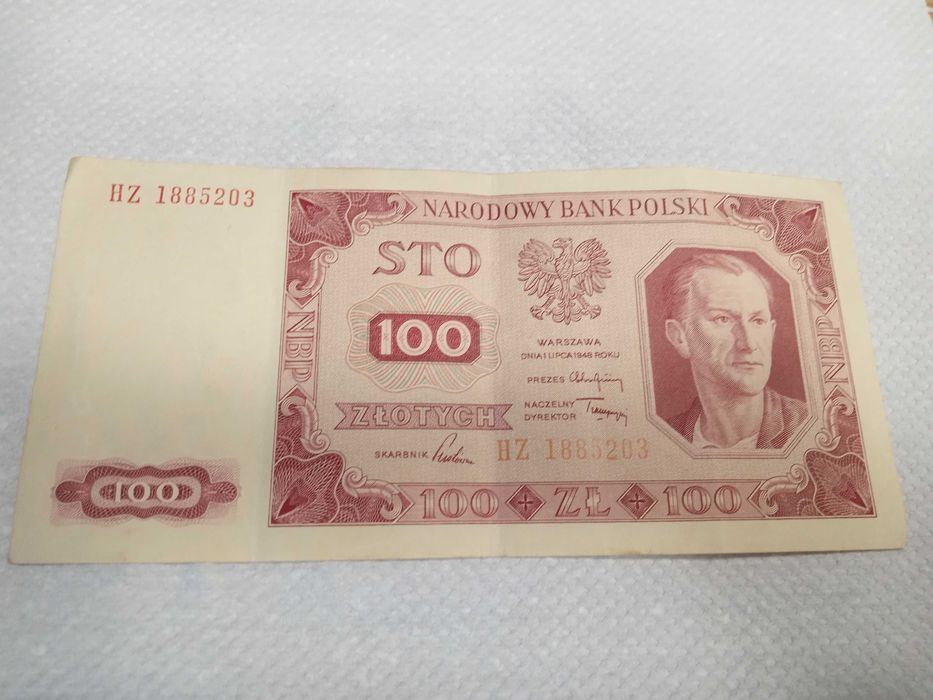 HZ 1885203
NARODOWY BANK POLSKI
STO
100
ZŁOTYCH
WARSZAWA
DNIA 1 LIPCA 1948 ROKU
PREZES
NACZELNY
DYREKTOR
SKARBNIK
HZ 1885203
NBP
NBP
100
100 ZŁ 100